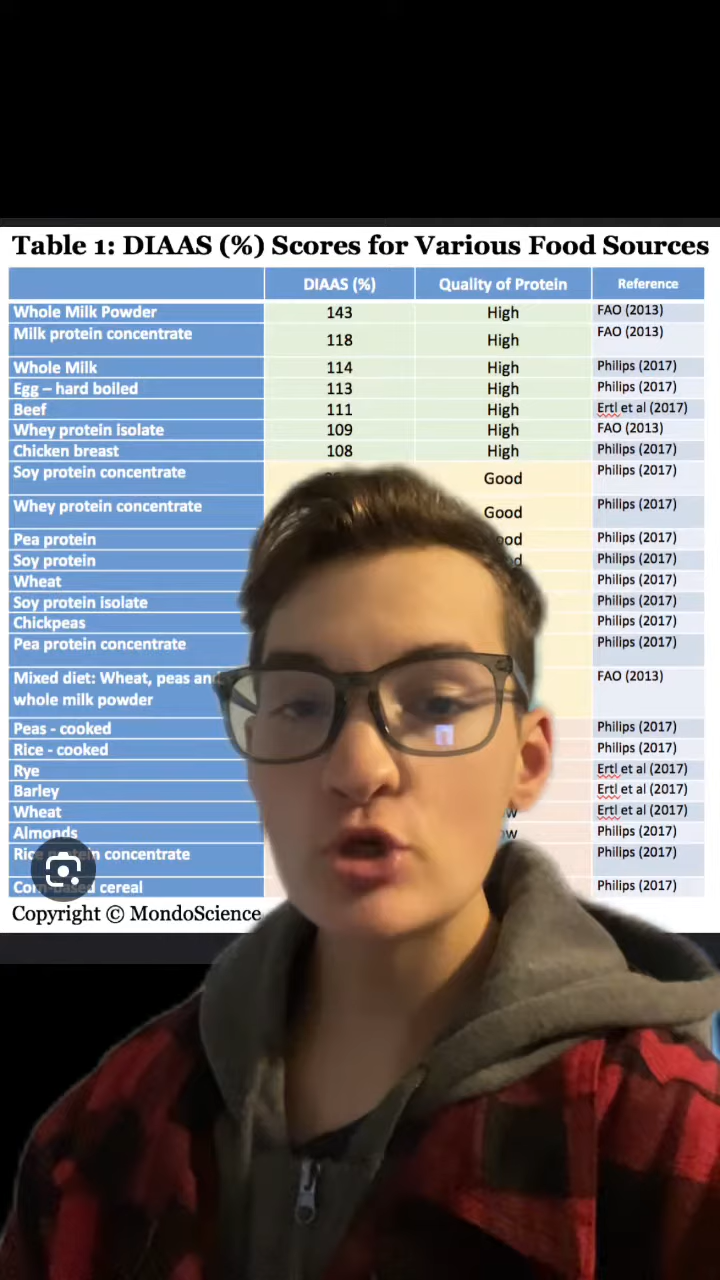 Table 1: DIAAS (%) Scores for Various Food Sources
DIAAS (%) Quality of Protein Reference
Whole Milk Powder 143 High FAO (2013)
Milk protein concentrate 118 High FAO (2013)
Whole Milk 114 High Philips (2017)
Egg – hard boiled 113 High Philips (2017)
Beef 111 High Ertl et al (2017)
Whey protein isolate 109 High FAO (2013)
Chicken breast 108 High Philips (2017)
Soy protein concentrate Good Philips (2017)
Whey protein concentrate Good Philips (2017)
Pea protein Philips (2017)
Soy protein Philips (2017)
Wheat Philips (2017)
Soy protein isolate Philips (2017)
Chickpeas Philips (2017)
Pea protein concentrate Philips (2017)
Mixed diet: Wheat, peas and FAO (2013)
whole milk powder
Peas - cooked Philips (2017)
Rice - cooked Philips (2017)
Rye Ertl et al (2017)
Barley Ertl et al (2017)
Wheat Ertl et al (2017)
Almonds Philips (2017)
Rice protein concentrate Philips (2017)
Corn-based cereal Philips (2017)
Copyright © MondoScience